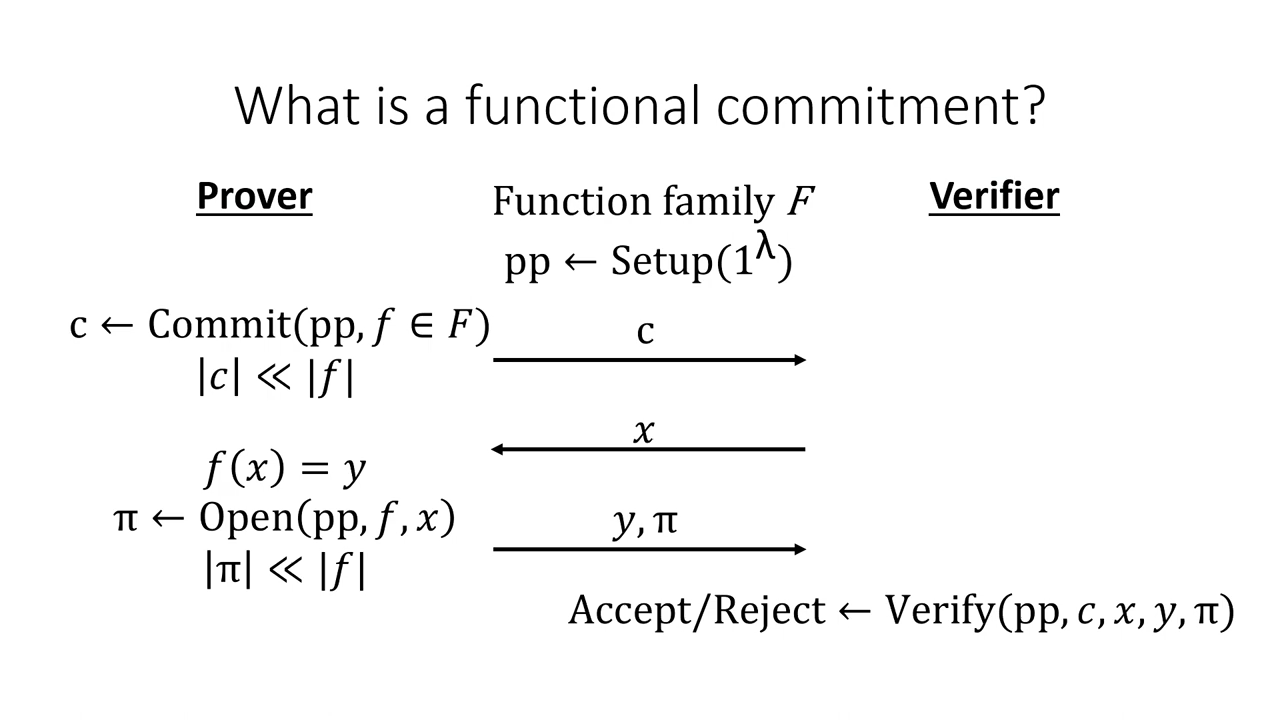 What is a functional commitment?
Prover
Function family F
Verifier
pp ← Setup(1^λ)
c ← Commit(pp, f ∈ F)
c
|c| ≪ |f|
x
f(x) = y
π ← Open(pp, f, x)
y, π
|π| ≪ |f|
Accept/Reject ← Verify(pp, c, x, y, π)